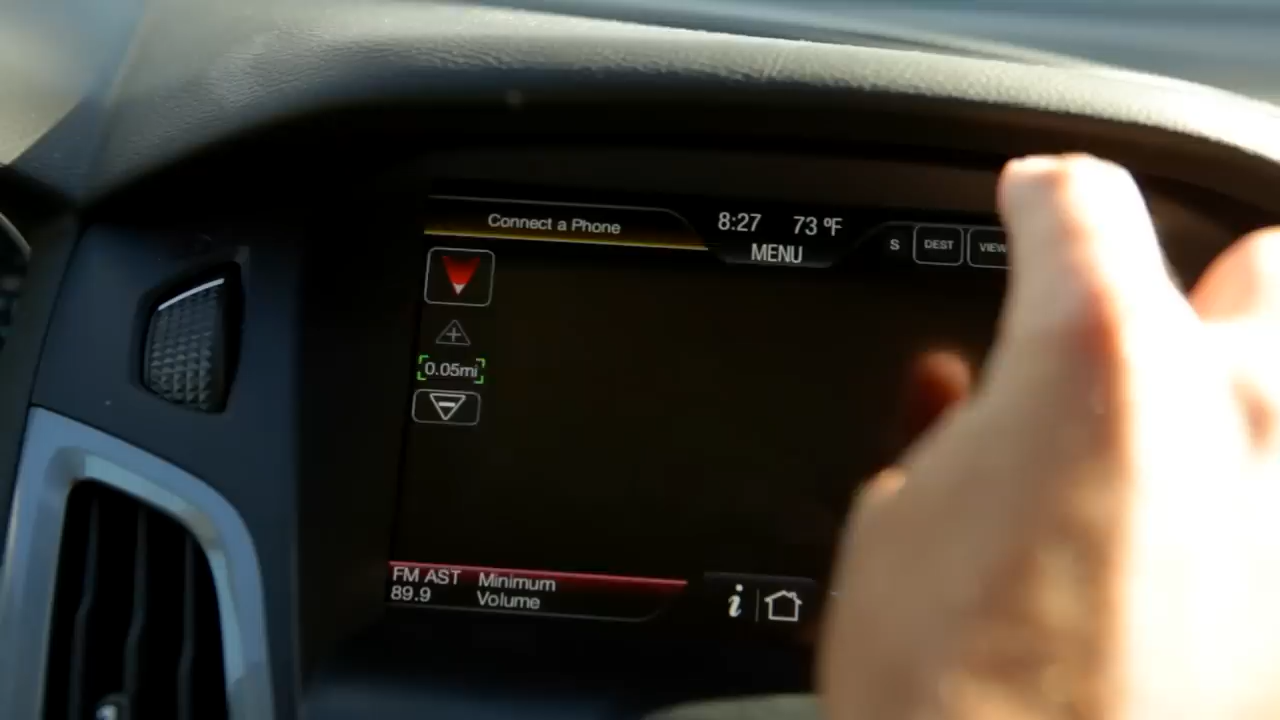 Connect a Phone
8:27 73 °F
MENU
S DEST VIEW
0.05mi
FM AST Minimum
89.9 Volume
i